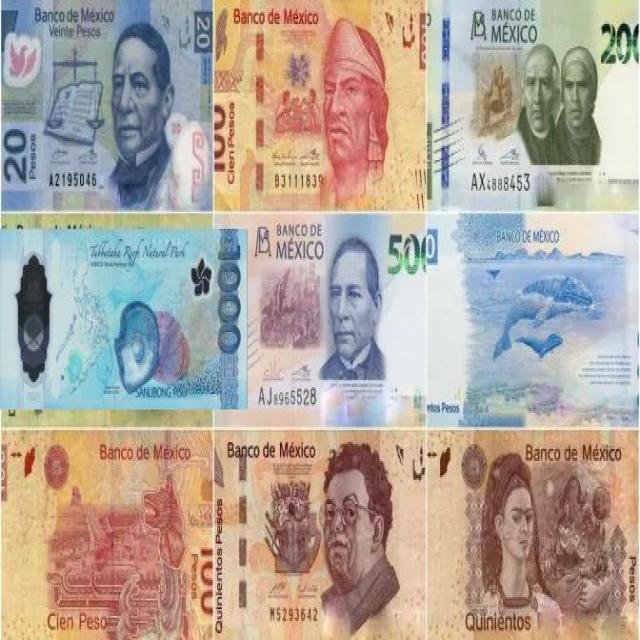 Banco de México
Veinte Pesos
20
20
Pesos
A2195046
Banco de México
100
Cien Pesos
B3111839
BANCO DE
MÉXICO
200
AX4888453
Tubbataha Reefs Natural Park
1000
SANLIBONG PISO
BANCO DE
MÉXICO
500
AJ8965528
BANCO DE MÉXICO
ntos Pesos
Banco de México
100
Pesos
Cien Peso
Banco de México
Quinientos Pesos
M5293642
Banco de México
Quinientos
Pesos